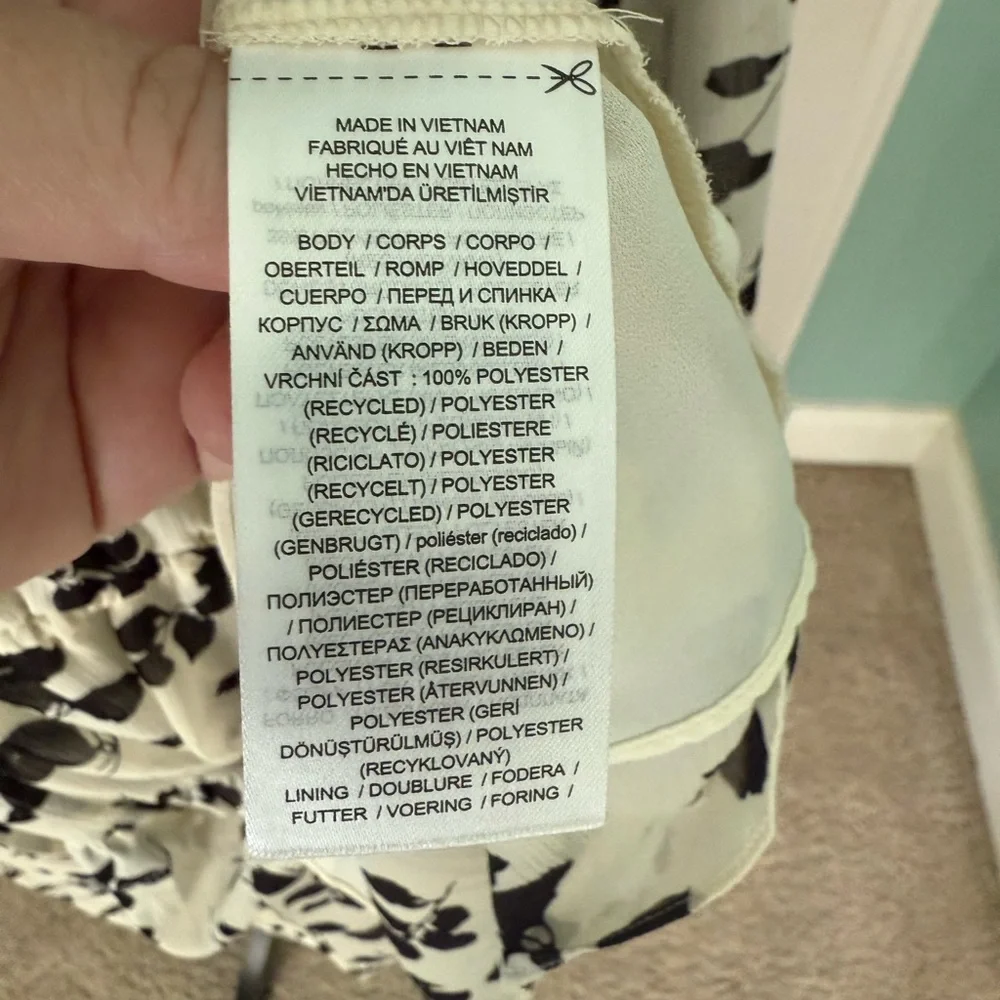 MADE IN VIETNAM
FABRIQUÉ AU VIÊT NAM
HECHO EN VIETNAM
VİETNAM'DA ÜRETİLMİŞTİR
BODY / CORPS / CORPO /
OBERTEIL / ROMP / HOVEDDEL /
CUERPO / ПЕРЕД И СПИНКА /
КОРПУС / ΣΩΜΑ / BRUK (KROPP) /
ANVÄND (KROPP) / BEDEN /
VRCHNÍ ČÁST : 100% POLYESTER
(RECYCLED) / POLYESTER
(RECYCLÉ) / POLIESTERE
(RICICLATO) / POLYESTER
(RECYCELT) / POLYESTER
(GERECYCLED) / POLYESTER
(GENBRUGT) / poliéster (reciclado) /
POLIÉSTER (RECICLADO) /
ПОЛИЭСТЕР (ПЕРЕРАБОТАННЫЙ)
/ ПОЛИЕСТЕР (РЕЦИКЛИРАН) /
ΠΟΛΥΕΣΤΕΡΑΣ (ΑΝΑΚΥΚΛΩΜΕΝΟ) /
POLYESTER (RESIRKULERT) /
POLYESTER (ÅTERVUNNEN) /
POLYESTER (GERİ
DÖNÜŞTÜRÜLMÜŞ) / POLYESTER
(RECYKLOVANÝ)
LINING / DOUBLURE / FODERA /
FUTTER / VOERING / FORING /